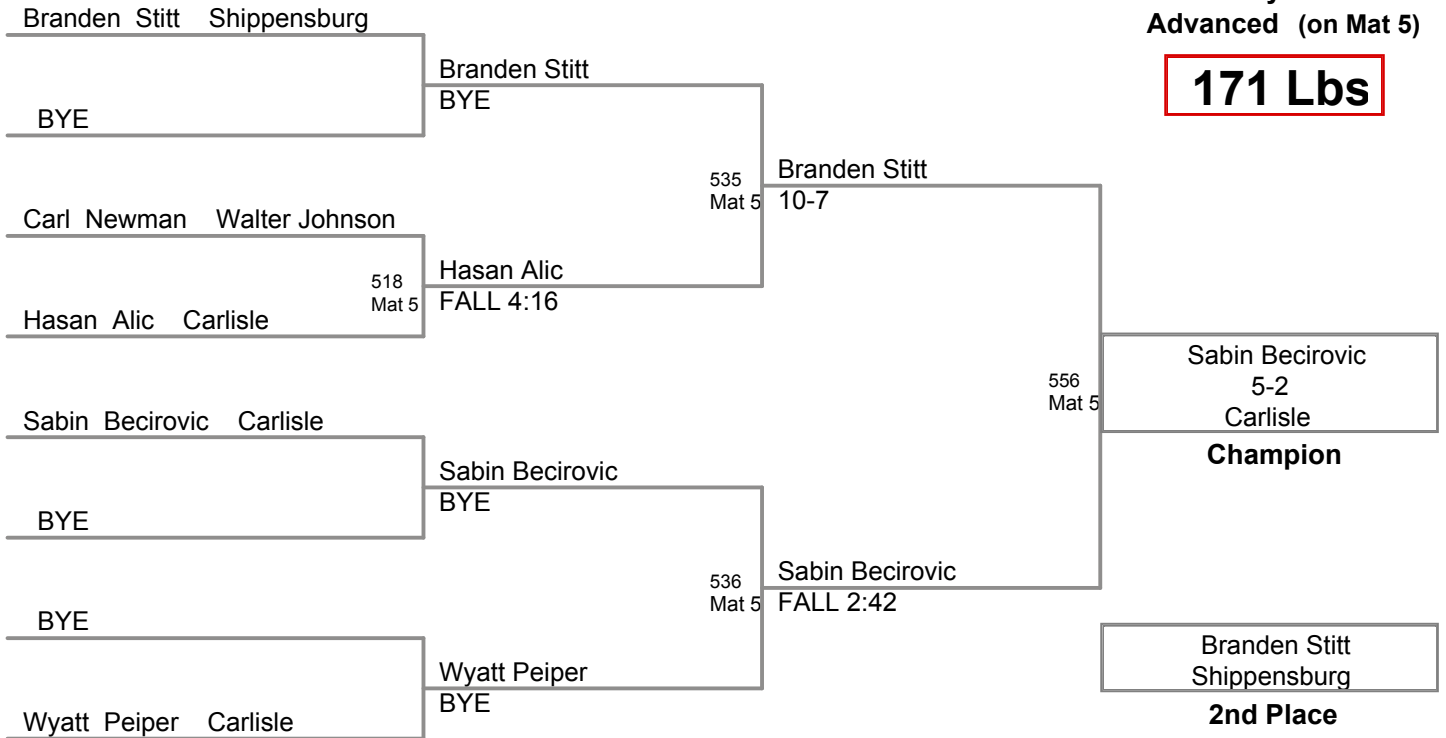 Branden Stitt Shippensburg
BYE
Carl Newman Walter Johnson
Hasan Alic Carlisle
Sabin Becirovic Carlisle
BYE
BYE
Wyatt Peiper Carlisle
518
Mat 5
Branden Stitt
BYE
Hasan Alic
FALL 4:16
Sabin Becirovic
BYE
Wyatt Peiper
BYE
535
Mat 5
536
Mat 5
Branden Stitt
10-7
Sabin Becirovic
FALL 2:42
556
Mat 5
Advanced (on Mat 5)
171 Lbs
Sabin Becirovic
5-2
Carlisle
Champion
Branden Stitt
Shippensburg
2nd Place